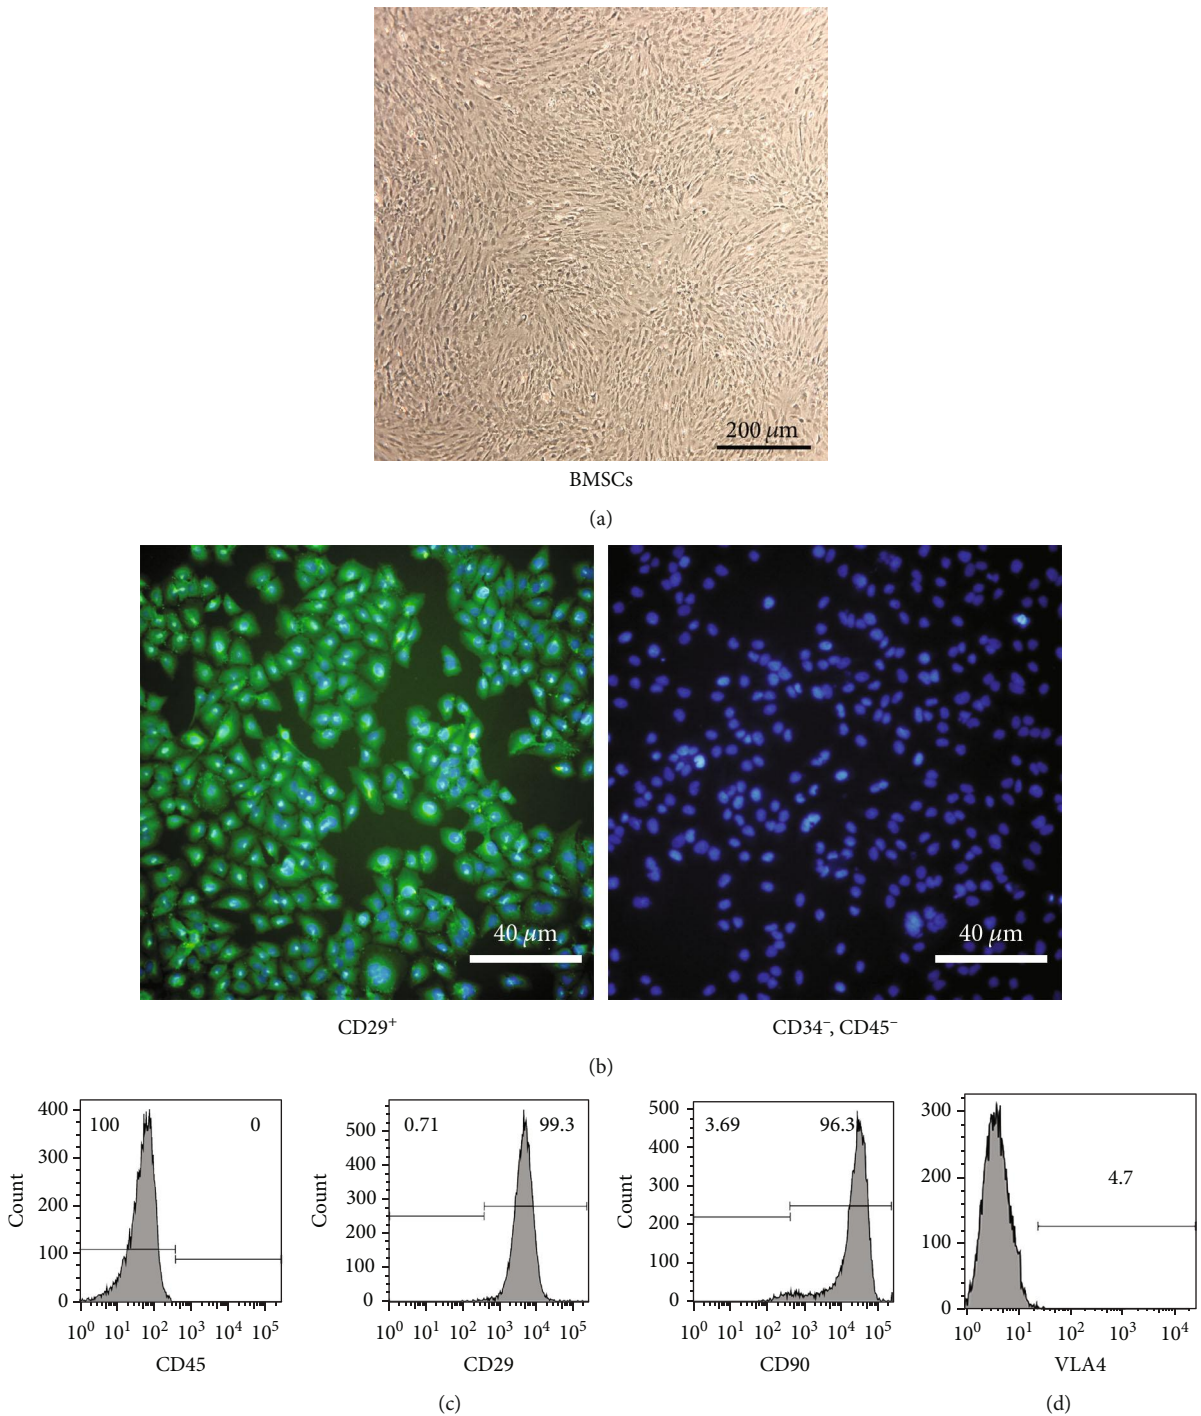 200 μm
BMSCs
(a)
40 μm
40 μm
CD29⁺
CD34⁻, CD45⁻
(b)
400
300
200
100
0
Count
100
0
10⁰ 10¹ 10² 10³ 10⁴ 10⁵
CD45
500
400
300
200
100
0
Count
0.71
99.3
10⁰ 10¹ 10² 10³ 10⁴ 10⁵
CD29
500
400
300
200
100
0
Count
3.69
96.3
10⁰ 10¹ 10² 10³ 10⁴ 10⁵
CD90
(c)
300
200
100
0
Count
4.7
10⁰ 10¹ 10² 10³ 10⁴
VLA4
(d)